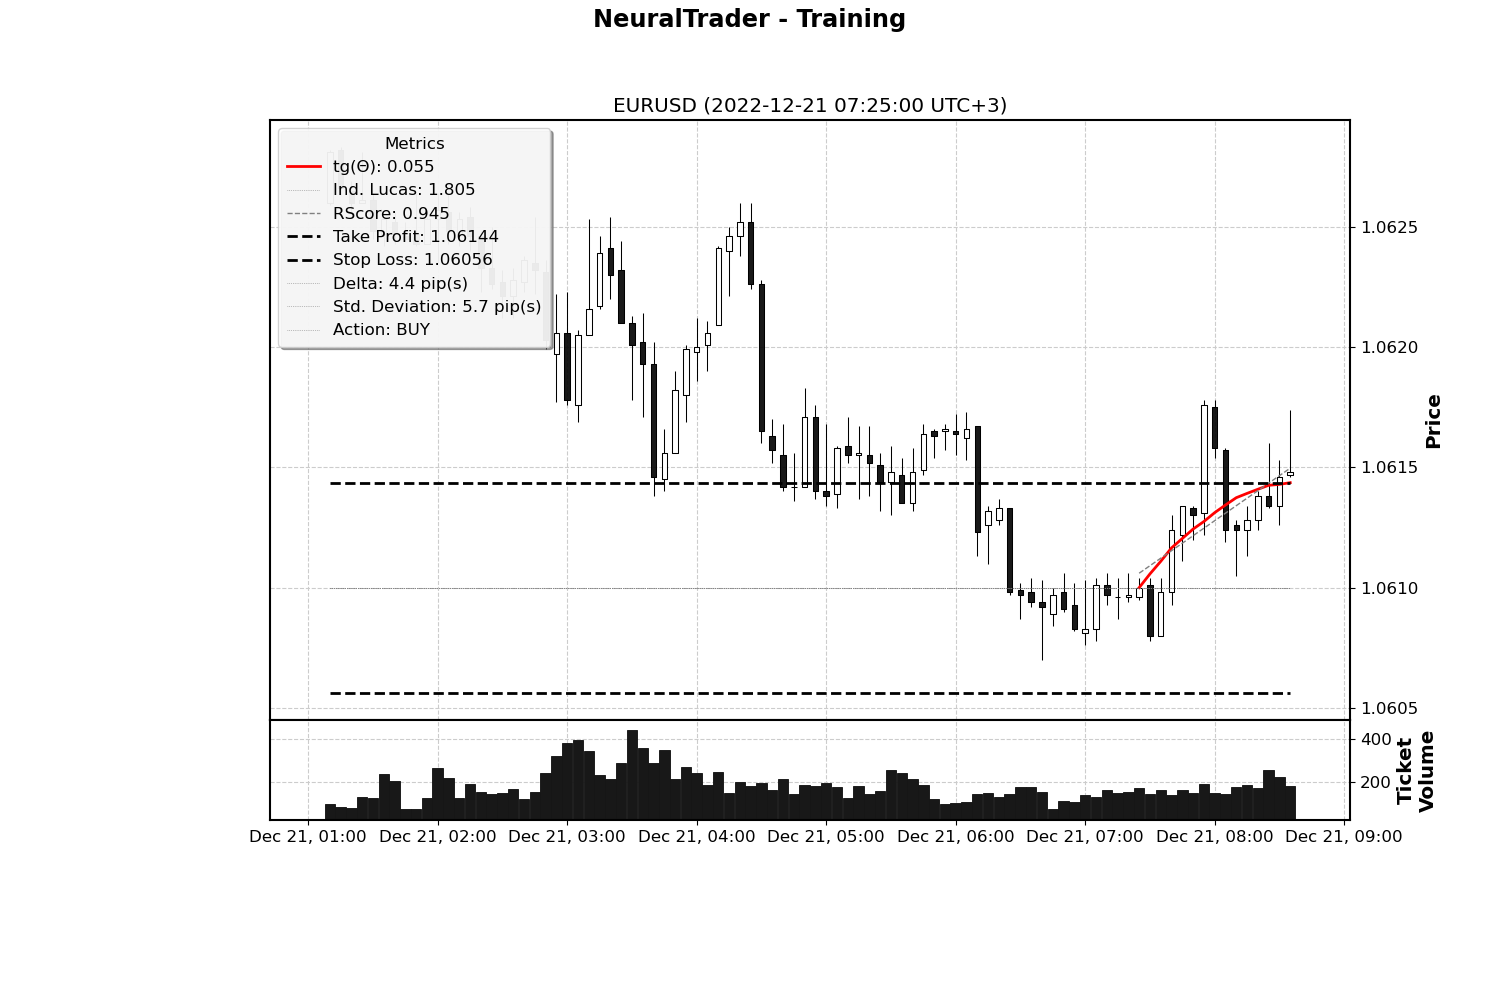 NeuralTrader - Training
EURUSD (2022-12-21 07:25:00 UTC+3)
Metrics
tg(Θ): 0.055
Ind. Lucas: 1.805
RScore: 0.945
Take Profit: 1.06144
Stop Loss: 1.06056
Delta: 4.4 pip(s)
Std. Deviation: 5.7 pip(s)
Action: BUY
1.0625
1.0620
1.0615
1.0610
1.0605
Price
400
200
Ticket
Volume
Dec 21, 01:00 Dec 21, 02:00 Dec 21, 03:00 Dec 21, 04:00 Dec 21, 05:00 Dec 21, 06:00 Dec 21, 07:00 Dec 21, 08:00 Dec 21, 09:00